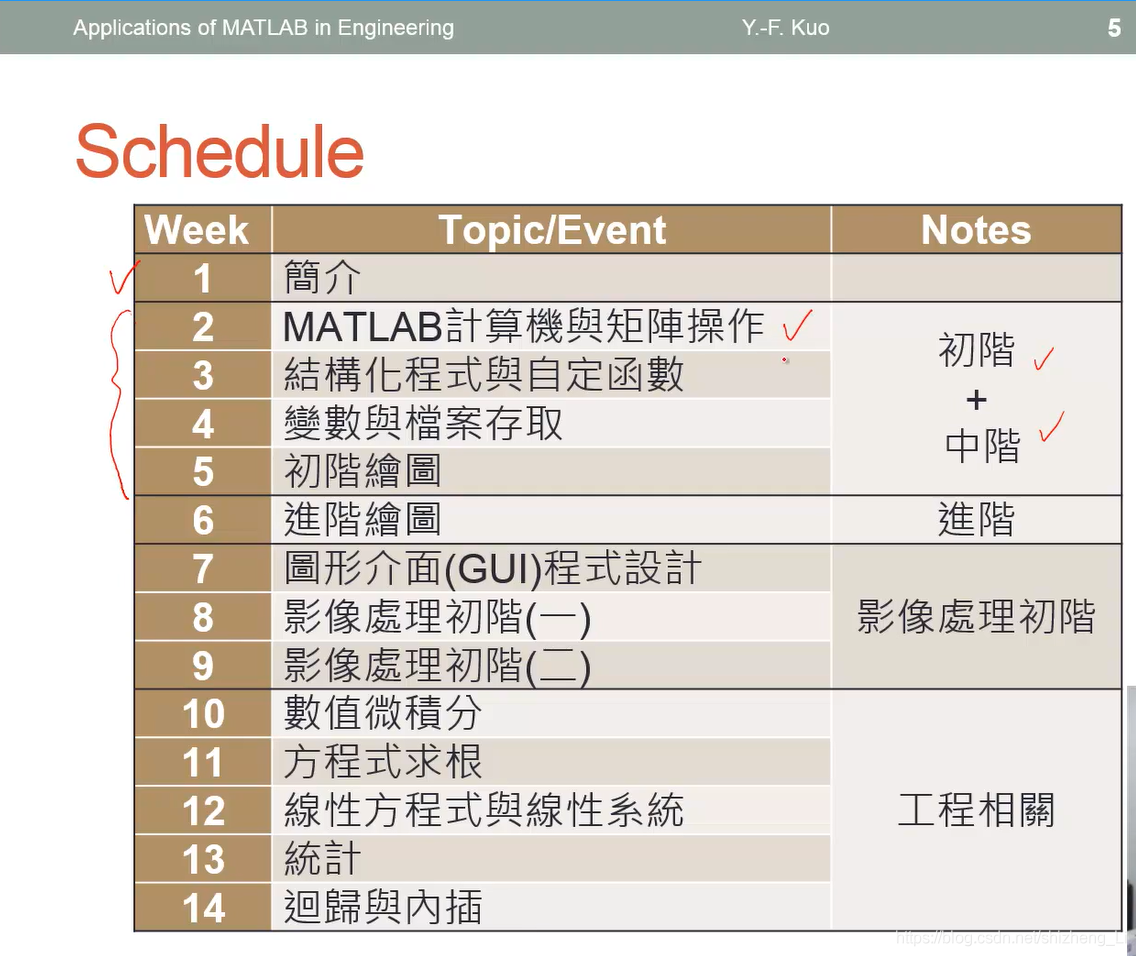 Applications of MATLAB in Engineering Y.-F. Kuo 5
Schedule
Week Topic/Event Notes
1 簡介
2 MATLAB計算機與矩陣操作
3 結構化程式與自定函數
4 變數與檔案存取
5 初階繪圖
初階
+
中階
6 進階繪圖 進階
7 圖形介面(GUI)程式設計
8 影像處理初階(一)
9 影像處理初階(二)
影像處理初階
10 數值微積分
11 方程式求根
12 線性方程式與線性系統
13 統計
14 迴歸與內插
工程相關
https://blog.csdn.net/shizheng_